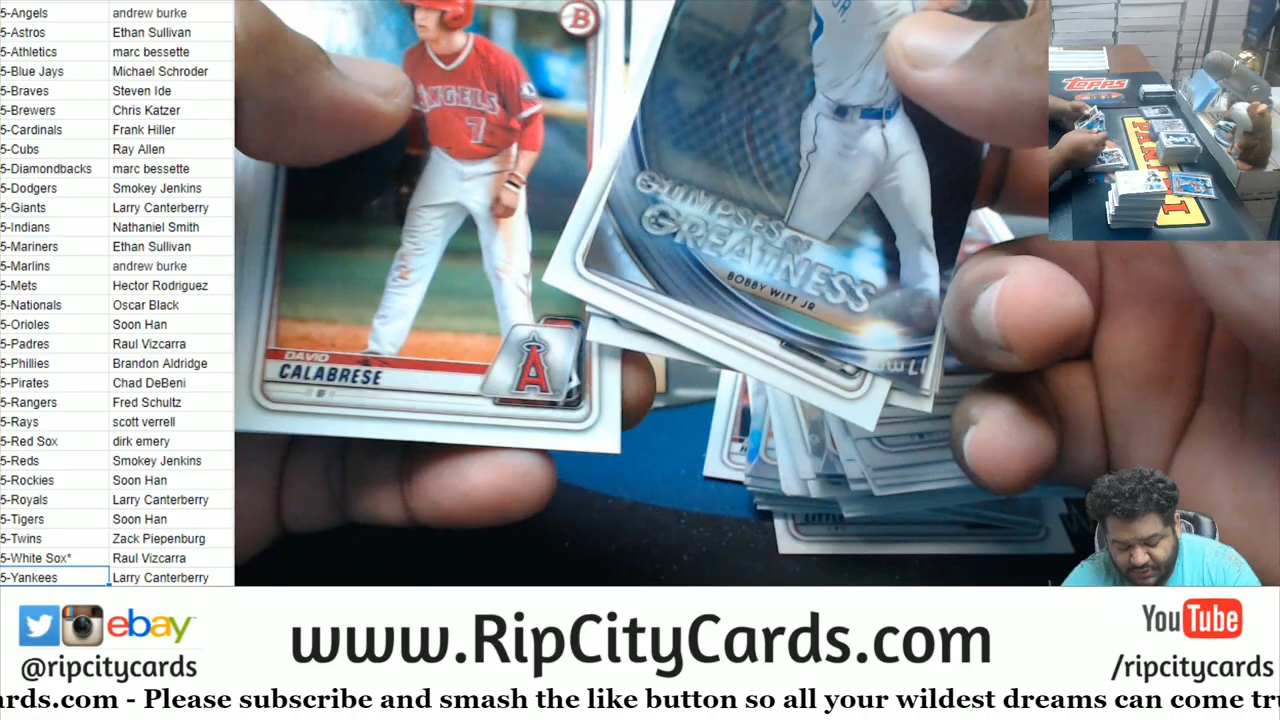 5-Angels andrew burke
5-Astros Ethan Sullivan
5-Athletics marc bessette
5-Blue Jays Michael Schroder
5-Braves Steven Ide
5-Brewers Chris Katzer
5-Cardinals Frank Hiller
5-Cubs Ray Allen
5-Diamondbacks marc bessette
5-Dodgers Smokey Jenkins
5-Giants Larry Canterberry
5-Indians Nathaniel Smith
5-Mariners Ethan Sullivan
5-Marlins andrew burke
5-Mets Hector Rodriguez
5-Nationals Oscar Black
5-Orioles Soon Han
5-Padres Raul Vizcarra
5-Phillies Brandon Aldridge
5-Pirates Chad DeBeni
5-Rangers Fred Schultz
5-Rays scott verrell
5-Red Sox dirk emery
5-Reds Smokey Jenkins
5-Rockies Soon Han
5-Royals Larry Canterberry
5-Tigers Soon Han
5-Twins Zack Piepenburg
5-White Sox* Raul Vizcarra
5-Yankees Larry Canterberry
B
ANGELS
7
DAVID
CALABRESE
A
JR.
GLIMPSES OF
GREATNESS
BOBBY WITT JR
TOPPS
PANINI
ebay
@ripcitycards
www.RipCityCards.com
YouTube
/ripcitycards
ards.com - Please subscribe and smash the like button so all your wildest dreams can come tru